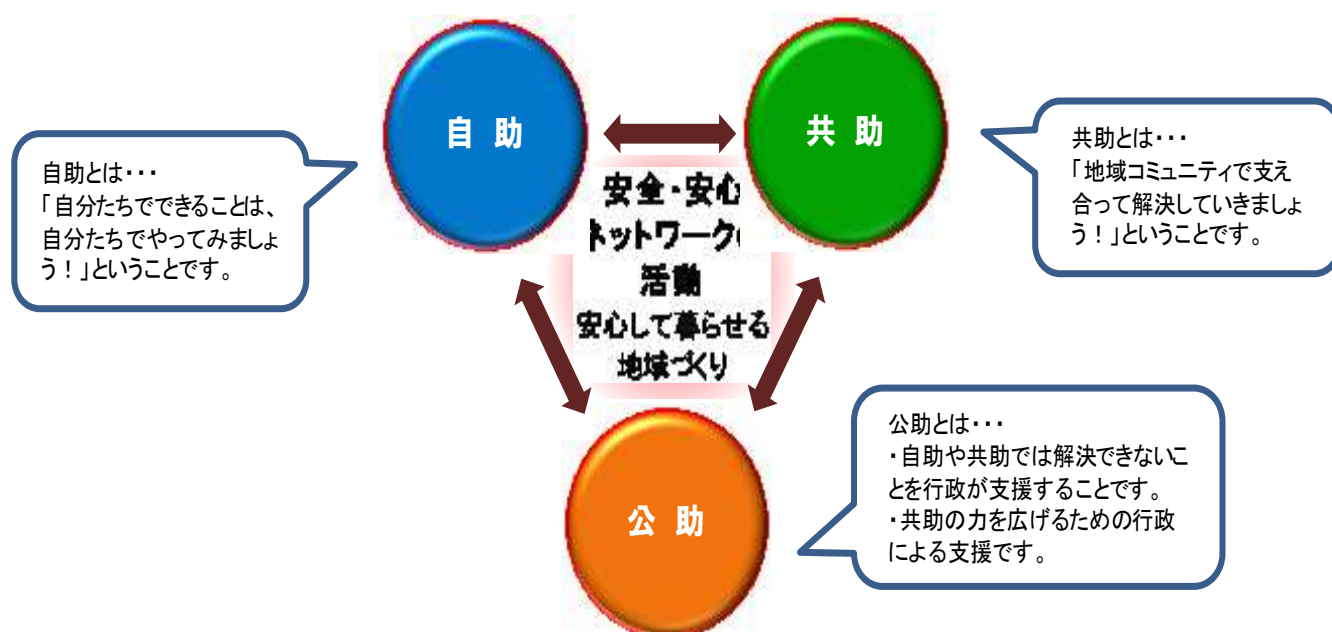 自助
共助
自助とは・・・
「自分たちでできることは、
自分たちでやってみましょ
う！」ということです。
共助とは・・・
「地域コミュニティで支え
合って解決していきましょ
う！」ということです。
安全・安心
ネットワークの
活動
安心して暮らせる
地域づくり
公助
公助とは・・・
・自助や共助では解決できないこ
とを行政が支援することです。
・共助の力を広げるための行政
による支援です。